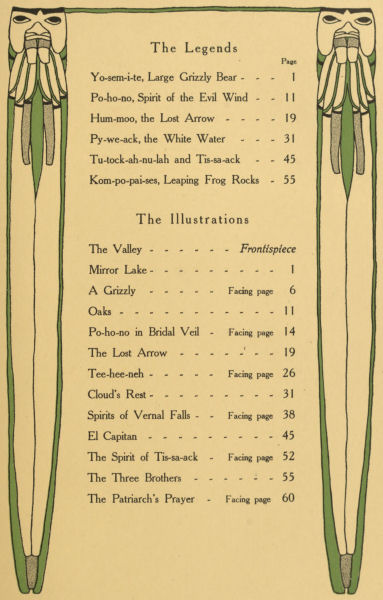 The Legends
Page
Yo-sem-i-te, Large Grizzly Bear - - - 1
Po-ho-no, Spirit of the Evil Wind - - 11
Hum-moo, the Lost Arrow - - - - 19
Py-we-ack, the White Water - - - 31
Tu-tock-ah-nu-lah and Tis-sa-ack - - 45
Kom-po-pai-ses, Leaping Frog Rocks - 55
The Illustrations
The Valley - - - - - - Frontispiece
Mirror Lake - - - - - - - - 1
A Grizzly - - - - - Facing page 6
Oaks - - - - - - - - - - 11
Po-ho-no in Bridal Veil - Facing page 14
The Lost Arrow - - - - - - - 19
Tee-hee-neh - - - - Facing page 26
Cloud's Rest - - - - - - - - 31
Spirits of Vernal Falls - - Facing page 38
El Capitan - - - - - - - - 45
The Spirit of Tis-sa-ack - Facing page 52
The Three Brothers - - - - - - 55
The Patriarch's Prayer - Facing page 60